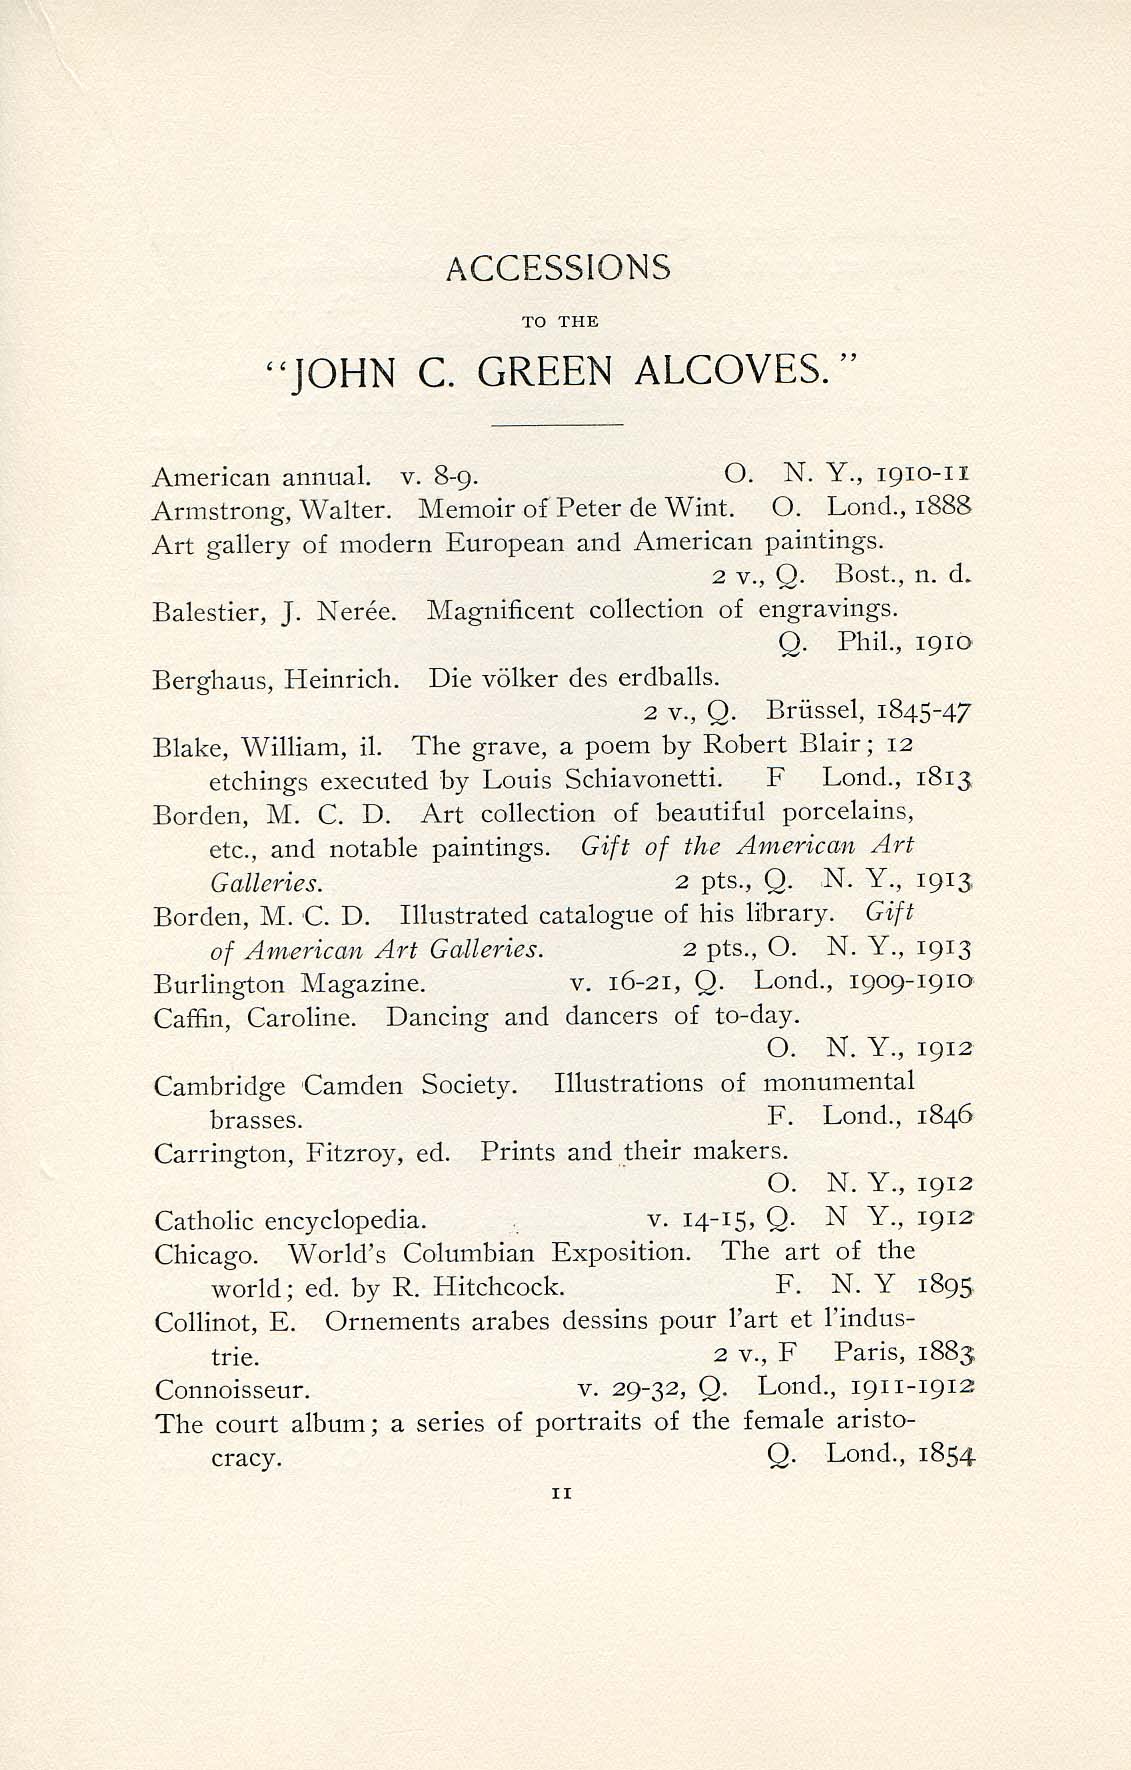 ACCESSIONS
TO THE
“JOHN C. GREEN ALCOVES.”
American annual. v. 8-9. O. N. Y., 1910-11
Armstrong, Walter. Memoir of Peter de Wint. O. Lond., 1888
Art gallery of modern European and American paintings.
2 v., Q. Bost., n. d.
Balestier, J. Nerée. Magnificent collection of engravings.
Q. Phil., 1910
Berghaus, Heinrich. Die völker des erdballs.
2 v., Q. Brüssel, 1845-47
Blake, William, il. The grave, a poem by Robert Blair; 12
etchings executed by Louis Schiavonetti. F Lond., 1813
Borden, M. C. D. Art collection of beautiful porcelains,
etc., and notable paintings. Gift of the American Art
Galleries. 2 pts., Q. N. Y., 1913
Borden, M. C. D. Illustrated catalogue of his library. Gift
of American Art Galleries. 2 pts., O. N. Y., 1913
Burlington Magazine. v. 16-21, Q. Lond., 1909-1910
Caffin, Caroline. Dancing and dancers of to-day.
O. N. Y., 1912
Cambridge Camden Society. Illustrations of monumental
brasses. F. Lond., 1846
Carrington, Fitzroy, ed. Prints and their makers.
O. N. Y., 1912
Catholic encyclopedia. v. 14-15, Q. N Y., 1912
Chicago. World’s Columbian Exposition. The art of the
world; ed. by R. Hitchcock. F. N. Y 1895
Collinot, E. Ornements arabes dessins pour l’art et l’indus-
trie. 2 v., F Paris, 1883
Connoisseur. v. 29-32, Q. Lond., 1911-1912
The court album; a series of portraits of the female aristo-
cracy. Q. Lond., 1854
11